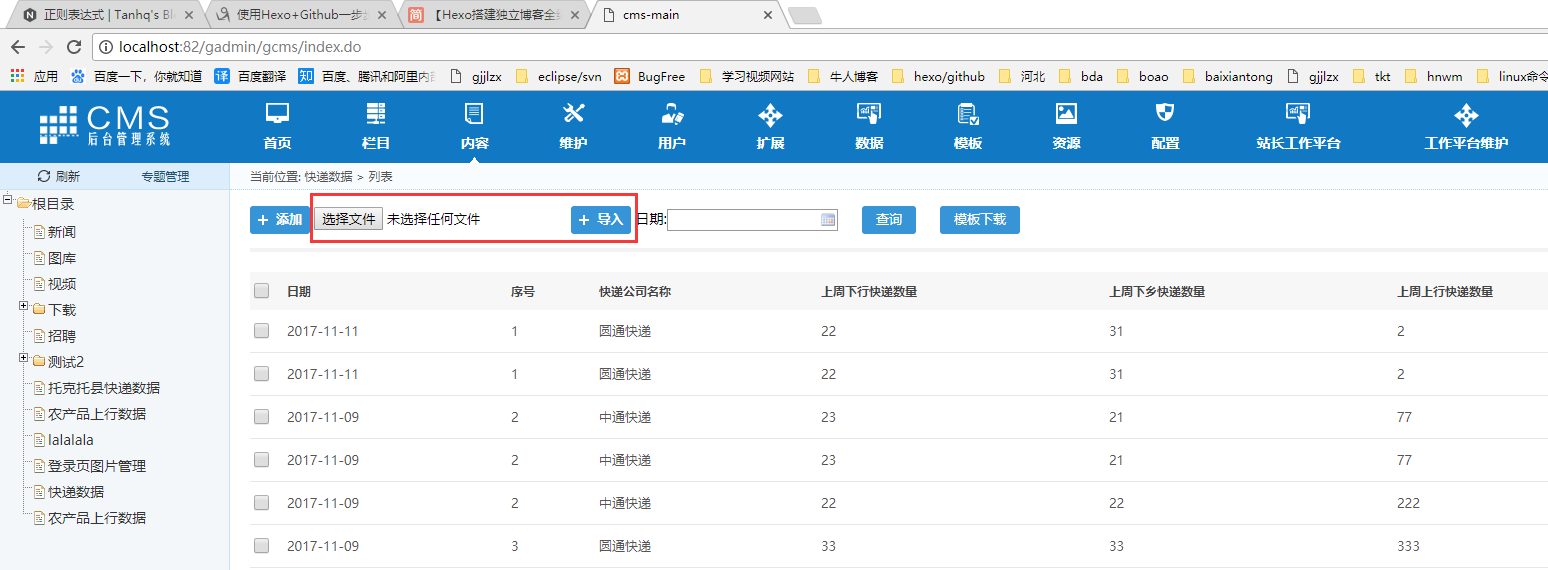 正则表达式 | Tanhq's Bl
使用Hexo+Github一步步
【Hexo搭建独立博客全
cms-main
localhost:82/gadmin/gcms/index.do
应用 百度一下，你就知道 百度翻译 百度、腾讯和阿里内 gjjlzx eclipse/svn BugFree 学习视频网站 牛人博客 hexo/github 河北 bda boao baixiantong gjjlzx tkt hnwm linux命令
CMS
后台管理系统
首页 栏目 内容 维护 用户 扩展 数据 模板 资源 配置 站长工作平台 工作平台维护
刷新 专题管理
当前位置: 快递数据 > 列表
根目录
新闻
图库
视频
下载
招聘
测试2
托克托县快递数据
农产品上行数据
lalalala
登录页图片管理
快递数据
农产品上行数据
+ 添加 选择文件 未选择任何文件 + 导入 日期: 查询 模板下载
日期 序号 快递公司名称 上周下行快递数量 上周下乡快递数量 上周上行快递数量
2017-11-11 1 圆通快递 22 31 2
2017-11-11 1 圆通快递 22 31 2
2017-11-09 2 中通快递 23 21 77
2017-11-09 2 中通快递 23 21 77
2017-11-09 2 中通快递 22 22 222
2017-11-09 3 圆通快递 33 33 333